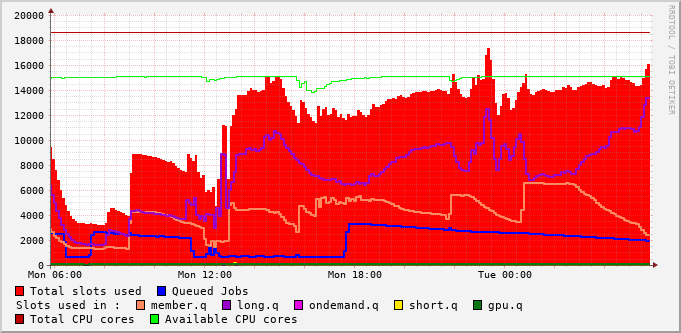 20000
18000
16000
14000
12000
10000
8000
6000
4000
2000
0
Mon 06:00 Mon 12:00 Mon 18:00 Tue 00:00
RRDTOOL / TOBI OETIKER
Total slots used Queued Jobs
Slots used in : member.q long.q ondemand.q short.q gpu.q
Total CPU cores Available CPU cores